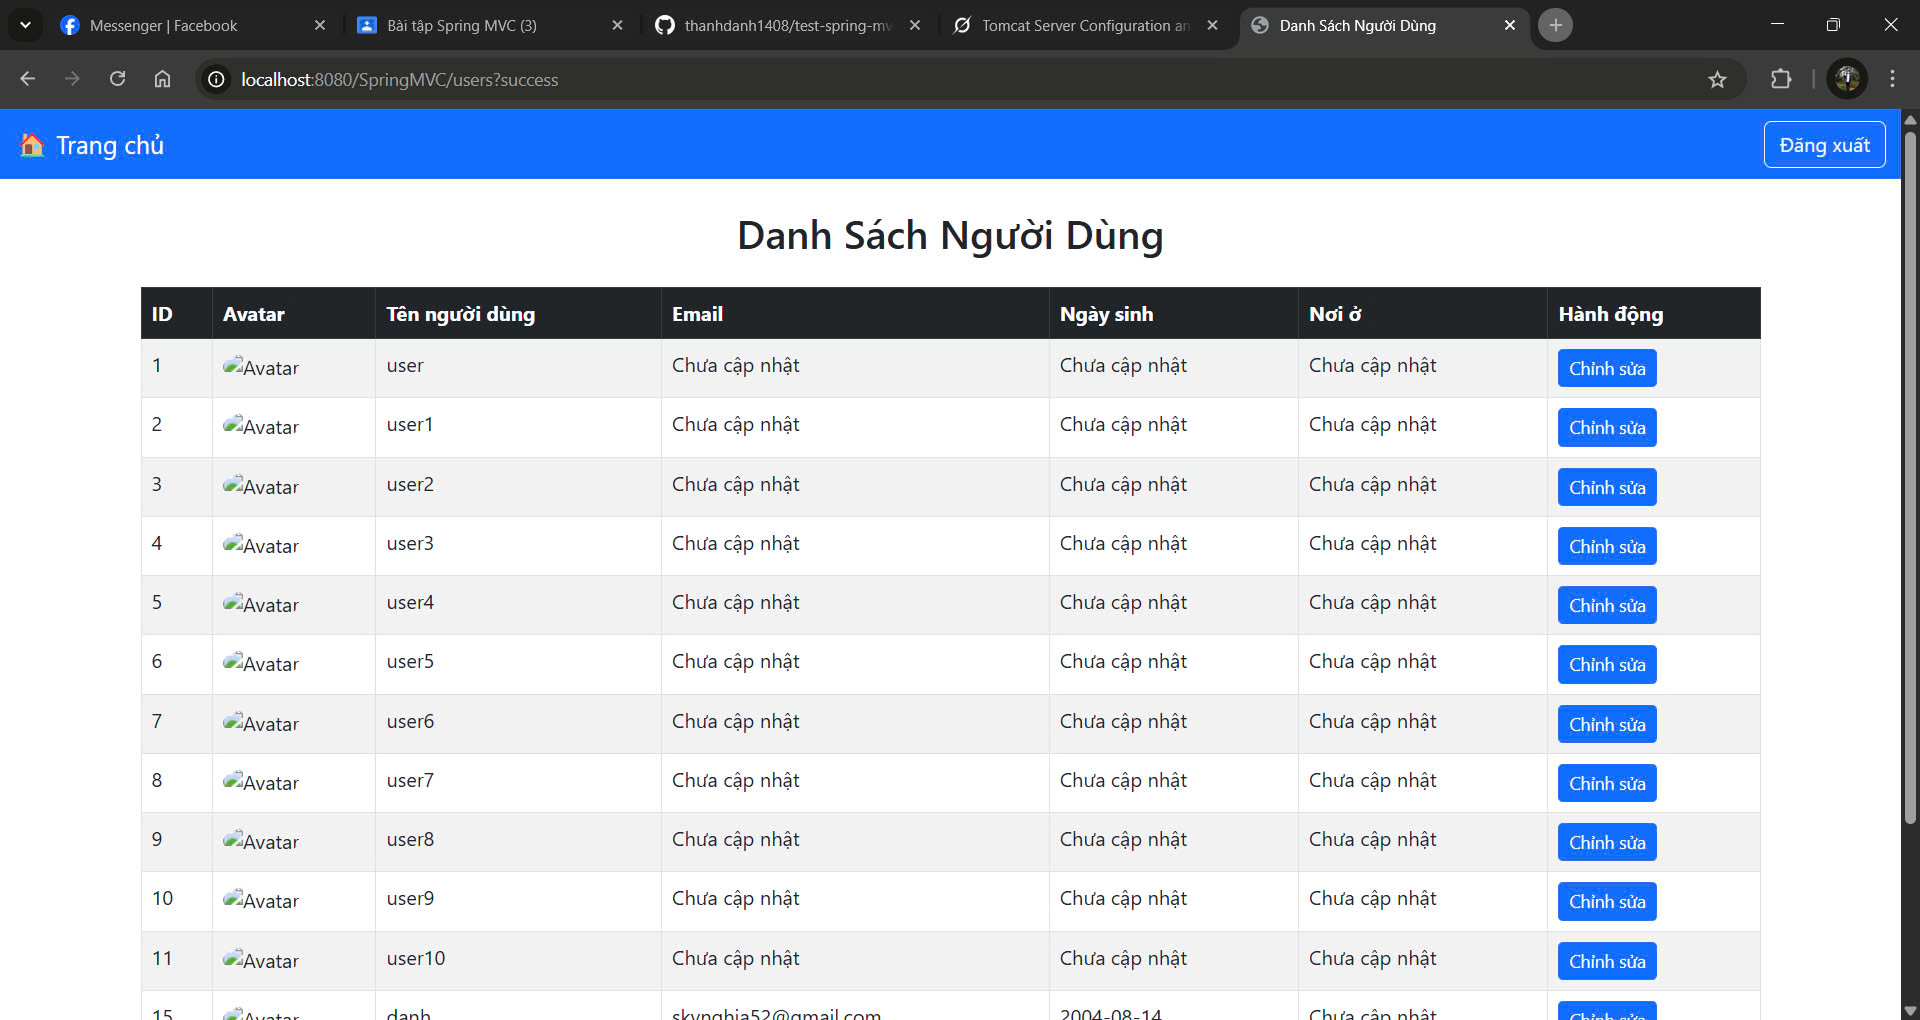 Messenger | Facebook
Bài tập Spring MVC (3)
thanhdanh1408/test-spring-mv
Tomcat Server Configuration an
Danh Sách Người Dùng
localhost:8080/SpringMVC/users?success
Trang chủ
Đăng xuất
Danh Sách Người Dùng
ID Avatar Tên người dùng Email Ngày sinh Nơi ở Hành động
1 Avatar user Chưa cập nhật Chưa cập nhật Chưa cập nhật Chỉnh sửa
2 Avatar user1 Chưa cập nhật Chưa cập nhật Chưa cập nhật Chỉnh sửa
3 Avatar user2 Chưa cập nhật Chưa cập nhật Chưa cập nhật Chỉnh sửa
4 Avatar user3 Chưa cập nhật Chưa cập nhật Chưa cập nhật Chỉnh sửa
5 Avatar user4 Chưa cập nhật Chưa cập nhật Chưa cập nhật Chỉnh sửa
6 Avatar user5 Chưa cập nhật Chưa cập nhật Chưa cập nhật Chỉnh sửa
7 Avatar user6 Chưa cập nhật Chưa cập nhật Chưa cập nhật Chỉnh sửa
8 Avatar user7 Chưa cập nhật Chưa cập nhật Chưa cập nhật Chỉnh sửa
9 Avatar user8 Chưa cập nhật Chưa cập nhật Chưa cập nhật Chỉnh sửa
10 Avatar user9 Chưa cập nhật Chưa cập nhật Chưa cập nhật Chỉnh sửa
11 Avatar user10 Chưa cập nhật Chưa cập nhật Chưa cập nhật Chỉnh sửa
15 Avatar danh skynghia52@gmail.com 2004-08-14 Chưa cập nhật Chỉnh sửa